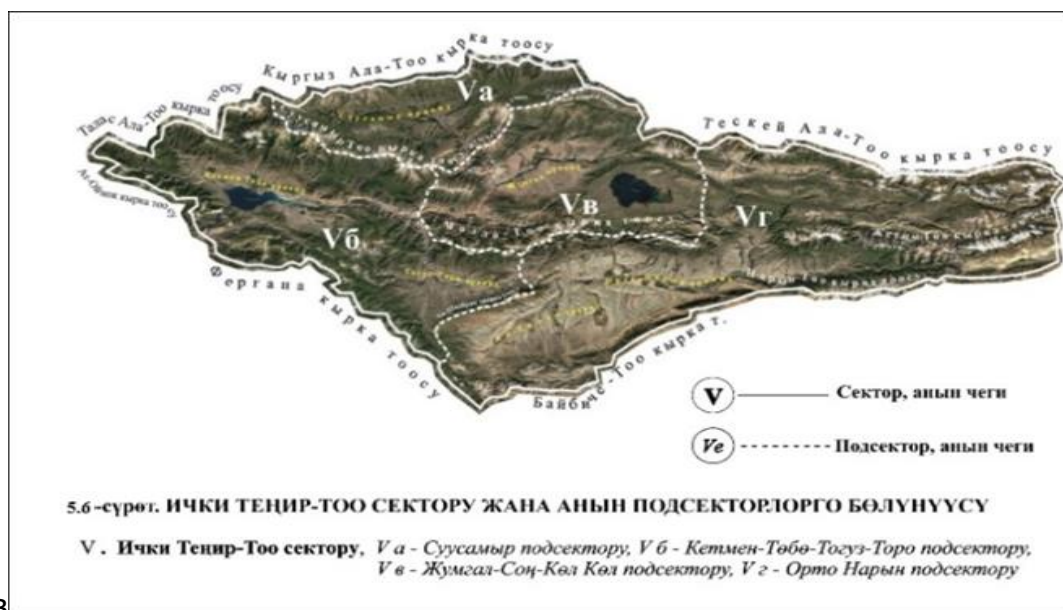 Кыргыз Ала-Тоо кырка тоосу
Талас Ала-Тоо кырка тоосу
Тескей Ала-Тоо кырка тоосу
Vа
Vв
Vг
Vб
Фергана кырка тоосу
Байбиче-Тоо кырка т.
V Сектор, анын чеги
Vе Подсектор, анын чеги
5.6-сүрөт. ИЧКИ ТЕҢИР-ТОО СЕКТОРУ ЖАНА АНЫН ПОДСЕКТОРЛОРГО БӨЛҮНҮҮСҮ
V. Ички Теңир-Тоо сектору, V а - Суусамыр подсектору, V б - Кетмен-Төбө-Тогуз-Торо подсектору,
V в - Жумгал-Соң-Көл Көл подсектору, V г - Орто Нарын подсектору